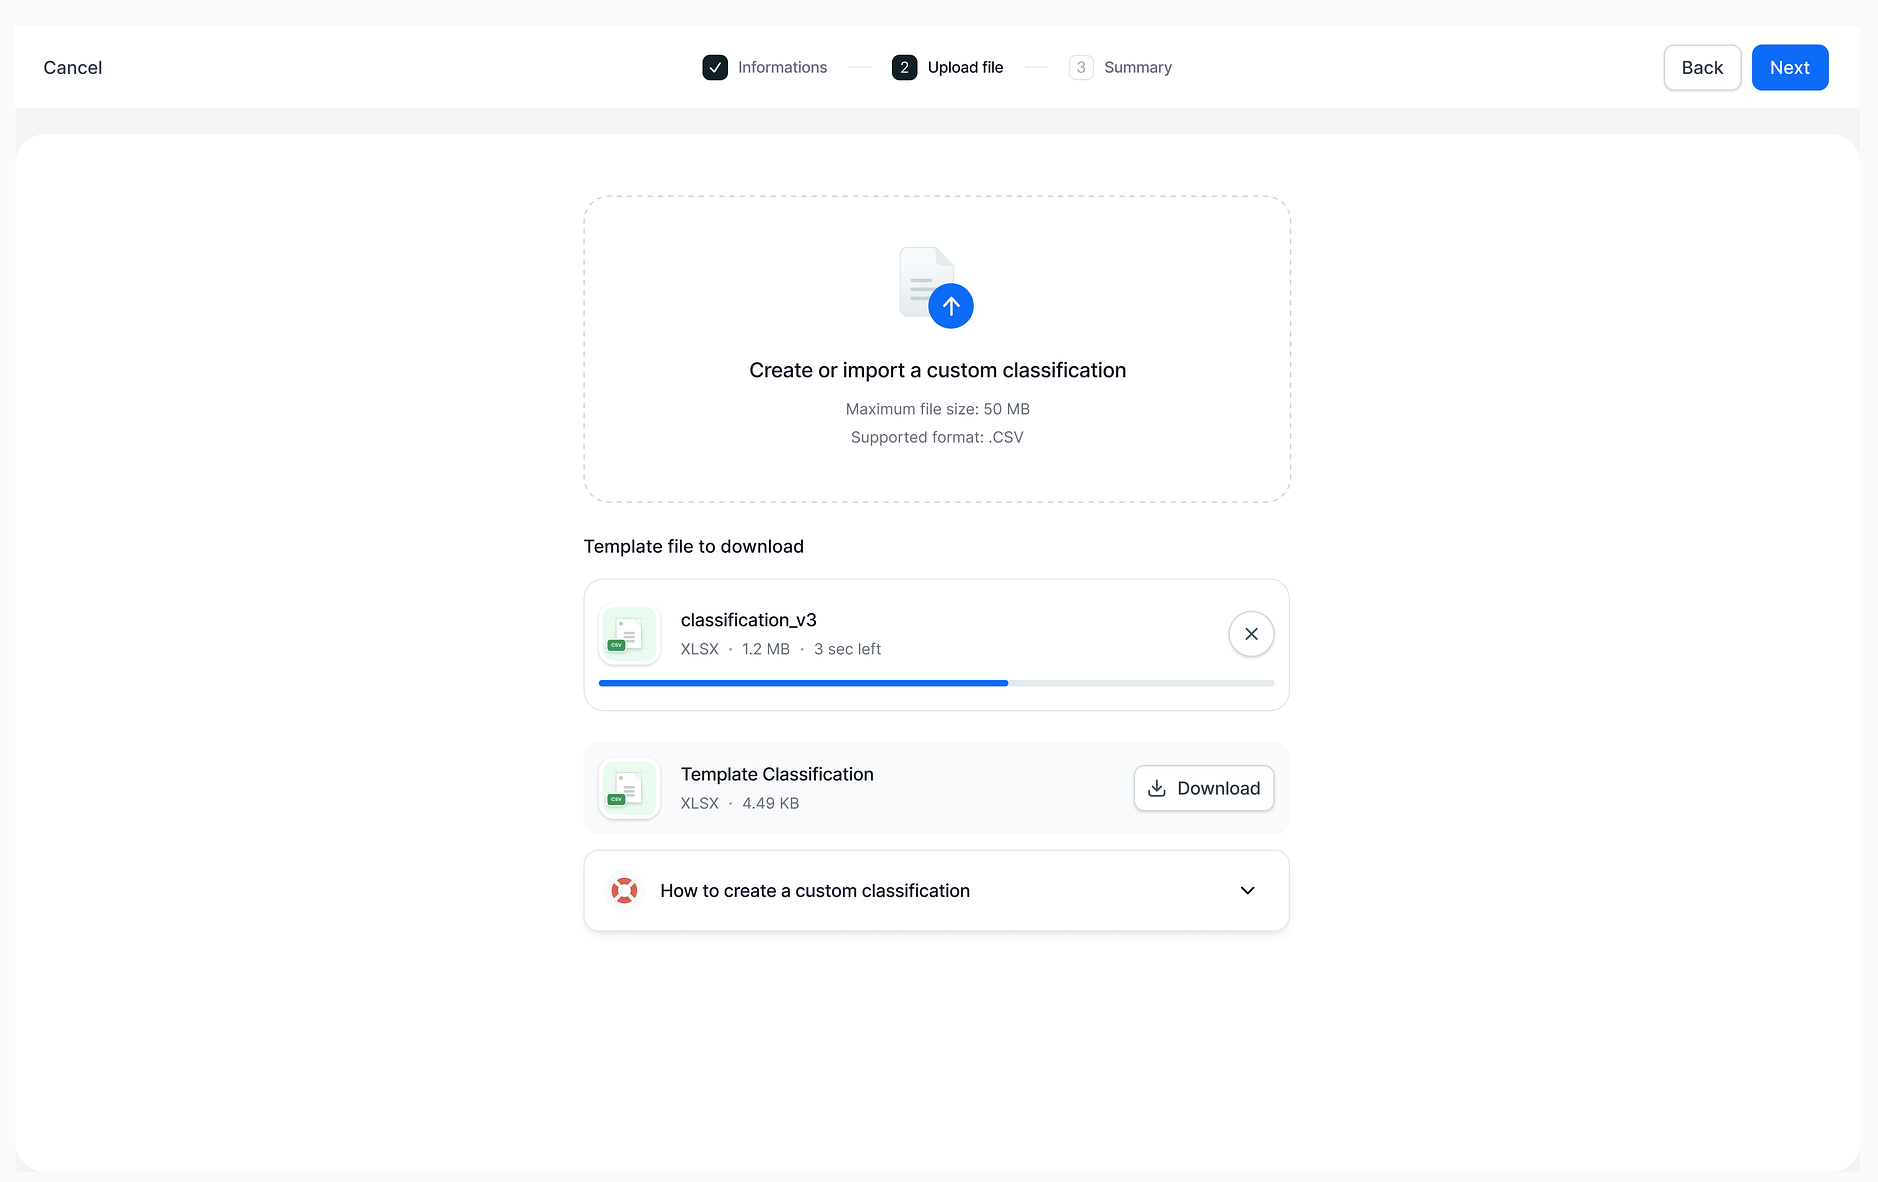 Cancel
Informations
2 Upload file
3 Summary
Back
Next
Create or import a custom classification
Maximum file size: 50 MB
Supported format: .CSV
Template file to download
classification_v3
CSV
XLSX · 1.2 MB · 3 sec left
Template Classification
CSV
XLSX · 4.49 KB
Download
How to create a custom classification